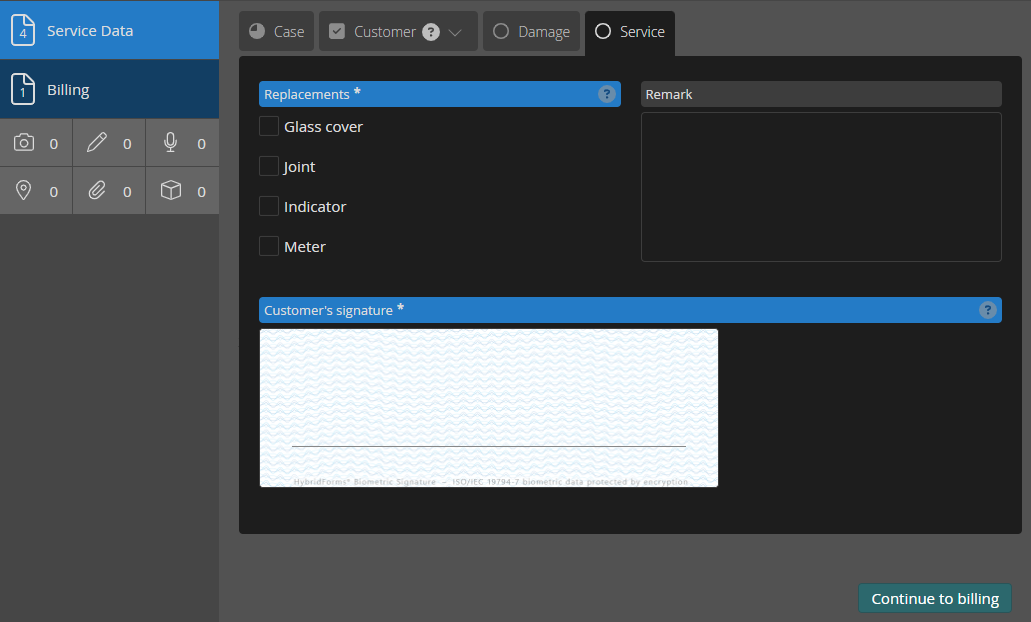 4 Service Data
1 Billing
0 0 0
0 0 0
Case Customer ? Damage Service
Replacements * ?
Glass cover
Joint
Indicator
Meter
Remark
Customer's signature * ?
HybridForms® Biometric Signature – ISO/IEC 19794-7 biometric data protected by encryption
Continue to billing